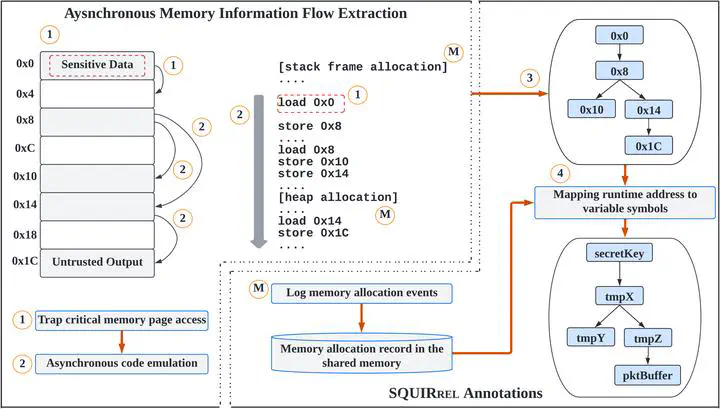 Aysnchronous Memory Information Flow Extraction
1
0x0
Sensitive Data
1
0x4
0x8
2
0xC
2
0x10
0x14
2
0x18
0x1C
Untrusted Output
M
[stack frame allocation]
....
1
load 0x0
2
....
store 0x8
....
load 0x8
store 0x10
store 0x14
....
[heap allocation]
....
M
load 0x14
store 0x1C
....
1
Trap critical memory page access
2
Asynchronous code emulation
M
Log memory allocation events
Memory allocation record in the
shared memory
3
0x0
0x8
0x10
0x14
0x1C
4
Mapping runtime address to
variable symbols
secretKey
tmpX
tmpY
tmpZ
pktBuffer
SQUIRREL Annotations